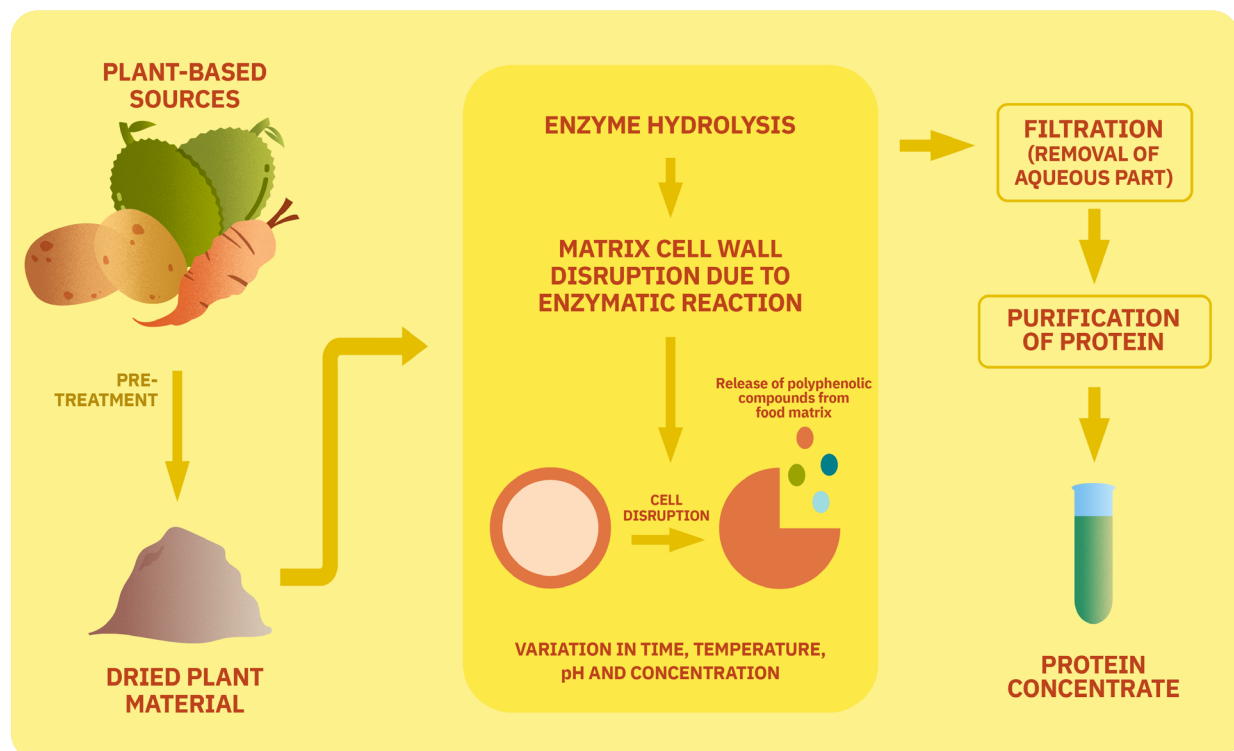 PLANT-BASED
SOURCES
PRE-
TREATMENT
DRIED PLANT
MATERIAL
ENZYME HYDROLYSIS
MATRIX CELL WALL
DISRUPTION DUE TO
ENZYMATIC REACTION
Release of polyphenolic
compounds from
food matrix
CELL
DISRUPTION
VARIATION IN TIME, TEMPERATURE,
pH AND CONCENTRATION
FILTRATION
(REMOVAL OF
AQUEOUS PART)
PURIFICATION
OF PROTEIN
PROTEIN
CONCENTRATE